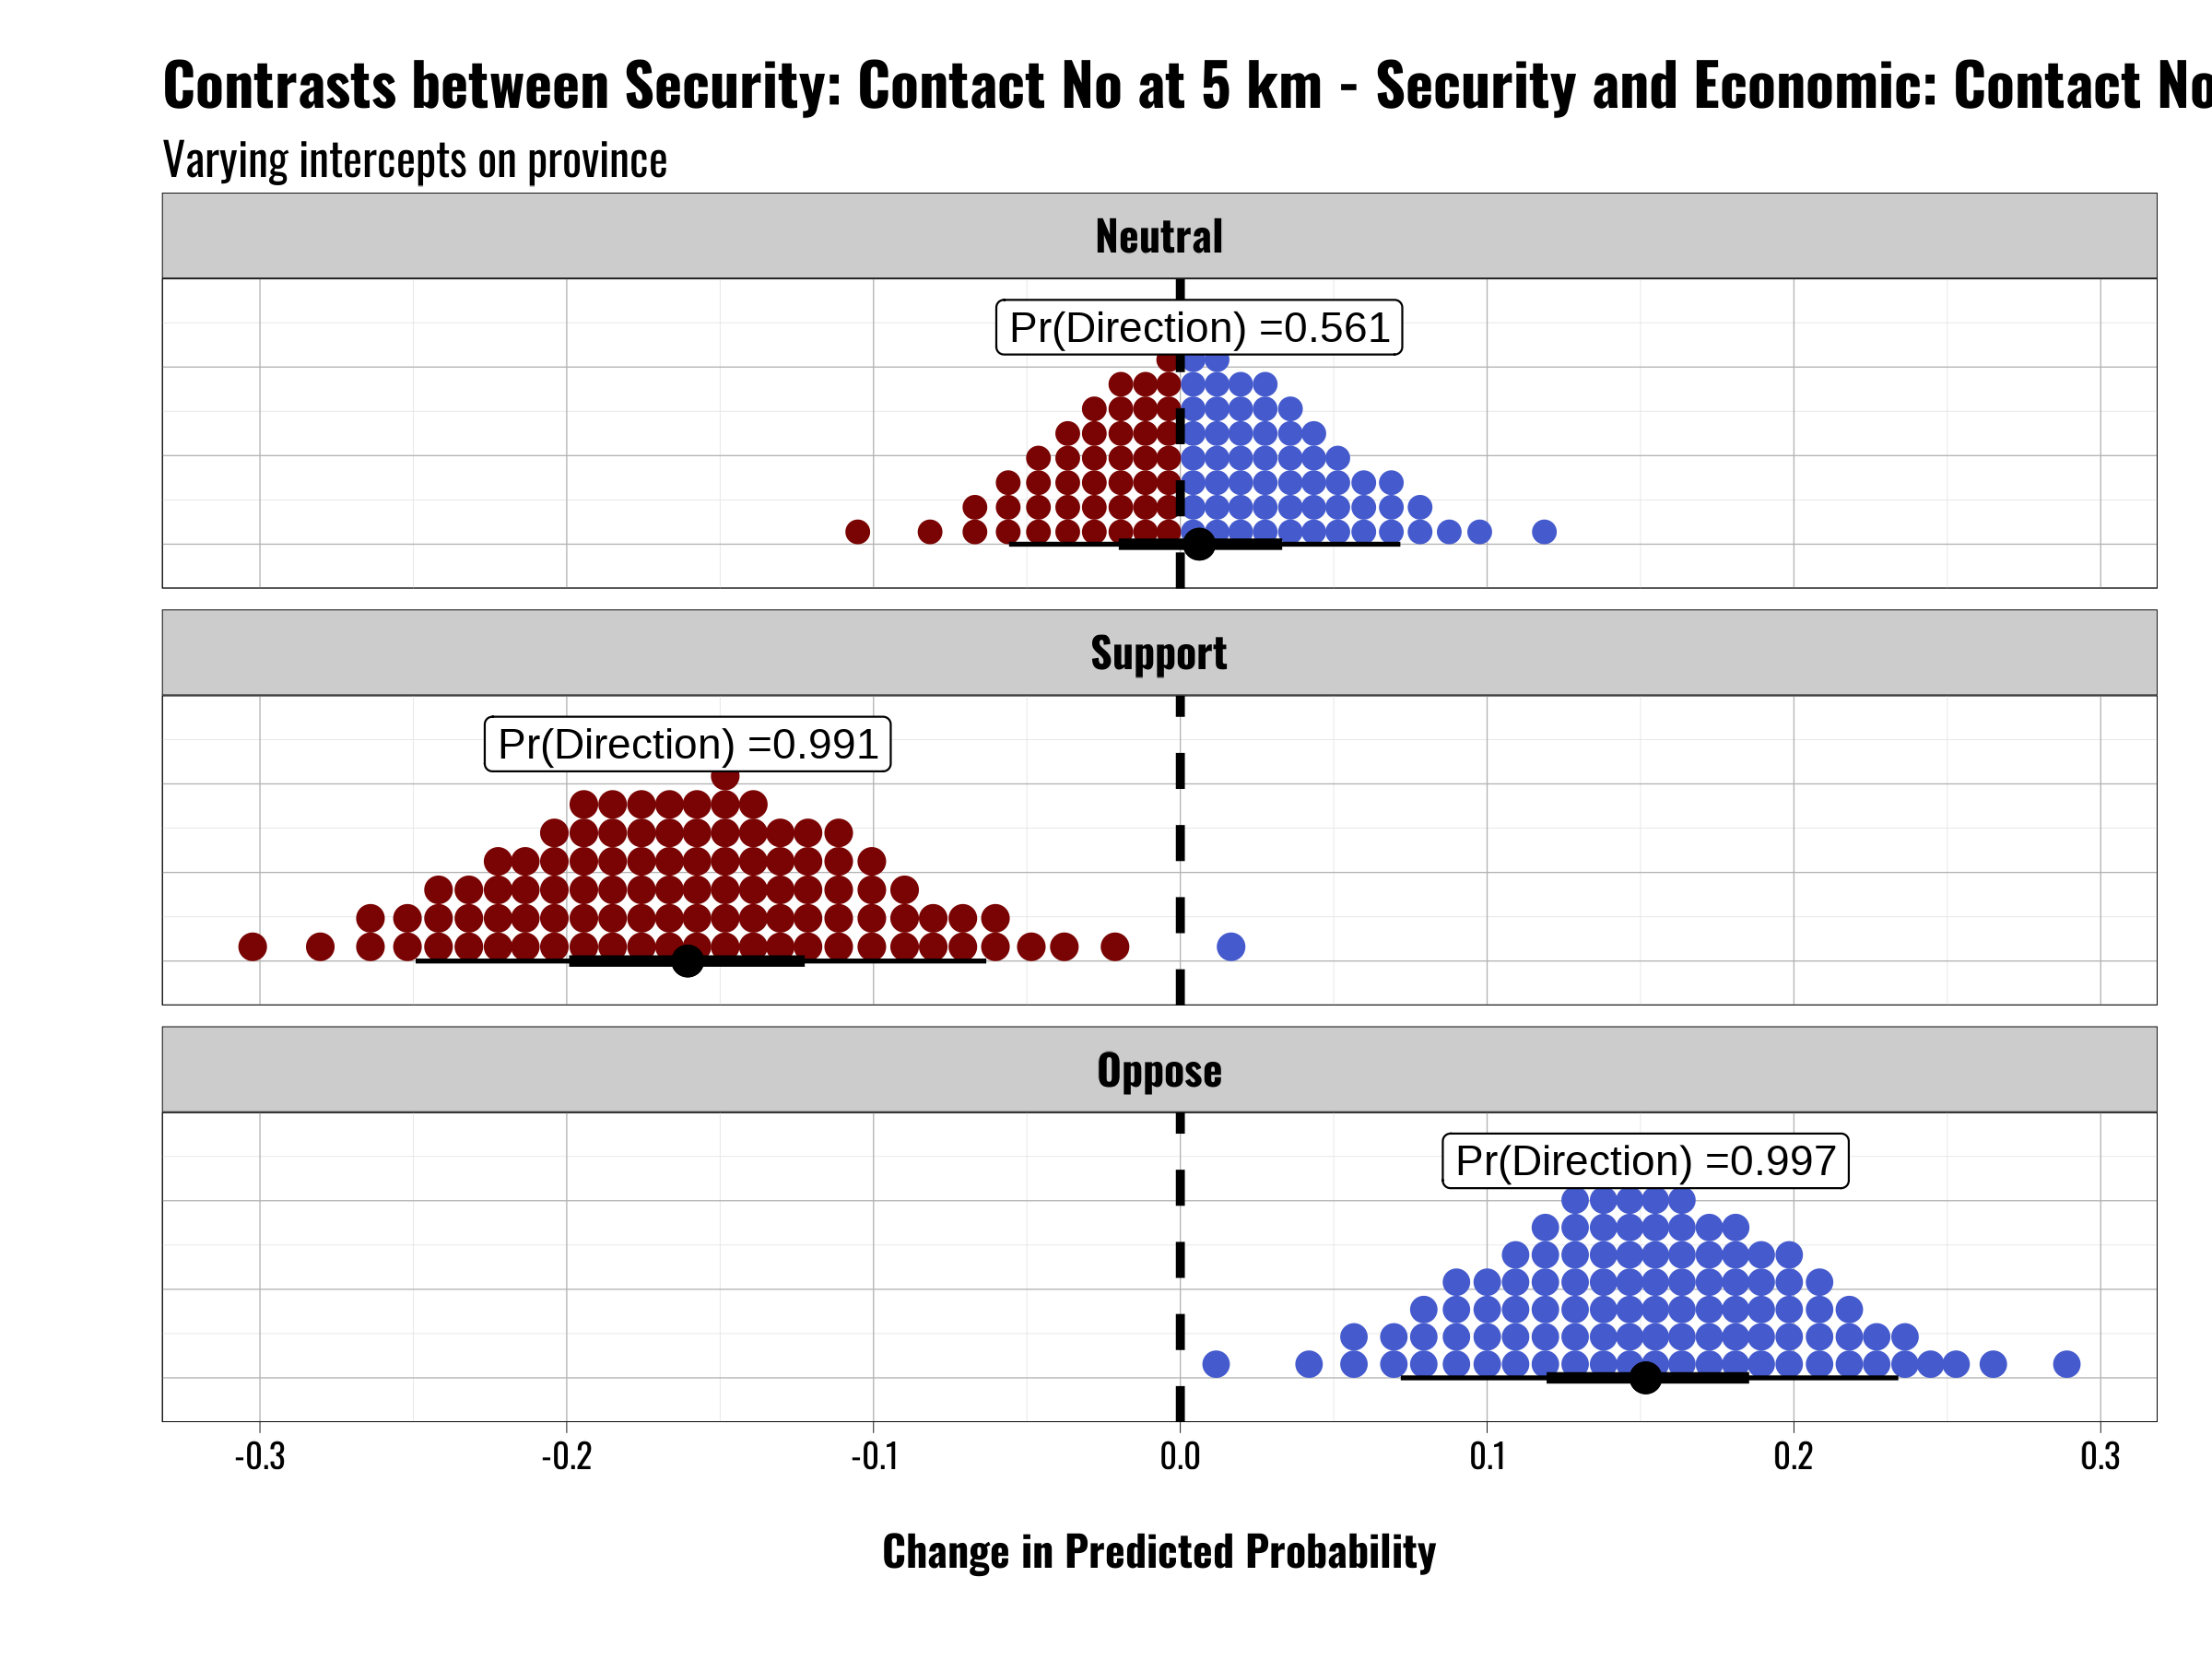 Contrasts between Security: Contact No at 5 km - Security and Economic: Contact No
Varying intercepts on province
Neutral
Pr(Direction) =0.561
Support
Pr(Direction) =0.991
Oppose
Pr(Direction) =0.997
-0.3 -0.2 -0.1 0.0 0.1 0.2 0.3
Change in Predicted Probability